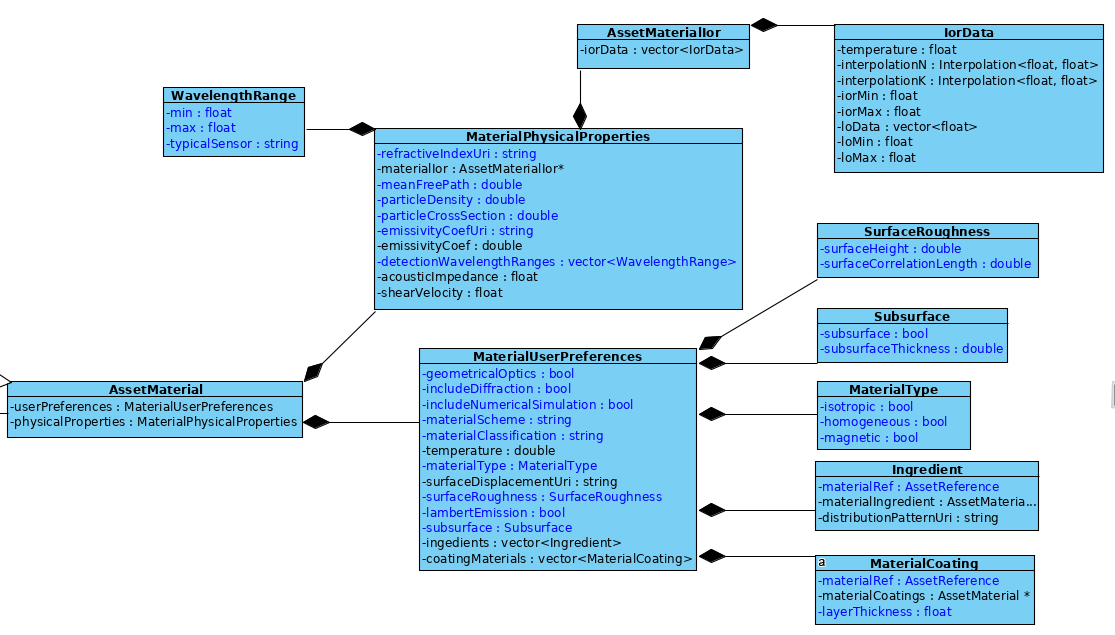 AssetMaterialIor
-iorData : vector<IorData>
IorData
-temperature : float
-interpolationN : Interpolation<float, float>
-interpolationK : Interpolation<float, float>
-iorMin : float
-iorMax : float
-loData : vector<float>
-loMin : float
-loMax : float
WavelengthRange
-min : float
-max : float
-typicalSensor : string
MaterialPhysicalProperties
-refractiveIndexUri : string
-materialIor : AssetMaterialIor*
-meanFreePath : double
-particleDensity : double
-particleCrossSection : double
-emissivityCoefUri : string
-emissivityCoef : double
-detectionWavelengthRanges : vector<WavelengthRange>
-acousticImpedance : float
-shearVelocity : float
SurfaceRoughness
-surfaceHeight : double
-surfaceCorrelationLength : double
Subsurface
-subsurface : bool
-subsurfaceThickness : double
AssetMaterial
-userPreferences : MaterialUserPreferences
-physicalProperties : MaterialPhysicalProperties
MaterialUserPreferences
-geometricalOptics : bool
-includeDiffraction : bool
-includeNumericalSimulation : bool
-materialScheme : string
-materialClassification : string
-temperature : double
-materialType : MaterialType
-surfaceDisplacementUri : string
-surfaceRoughness : SurfaceRoughness
-lambertEmission : bool
-subsurface : Subsurface
-ingedients : vector<Ingredient>
-coatingMaterials : vector<MaterialCoating>
MaterialType
-isotropic : bool
-homogeneous : bool
-magnetic : bool
Ingredient
-materialRef : AssetReference
-materialIngredient : AssetMateria...
-distributionPatternUri : string
a MaterialCoating
-materialRef : AssetReference
-materialCoatings : AssetMaterial *
-layerThickness : float